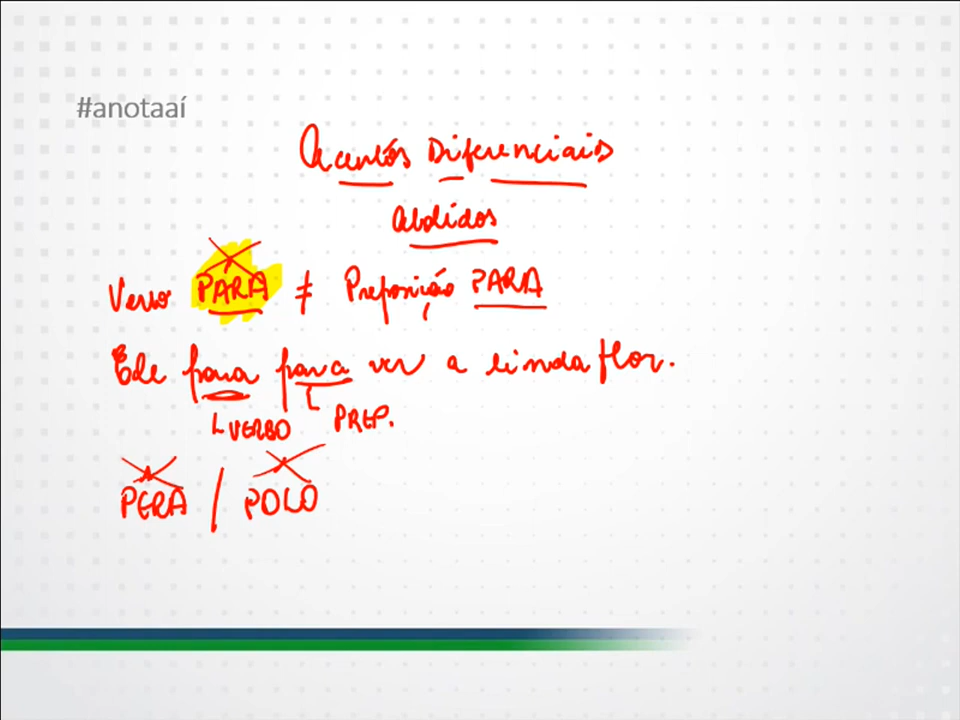 #anotaaí
Acentos Diferenciais
abolidos
Verbo PARA ≠ Preposição PARA
Ele para para ver a linda flor.
VERBO PREP.
PERA / POLO